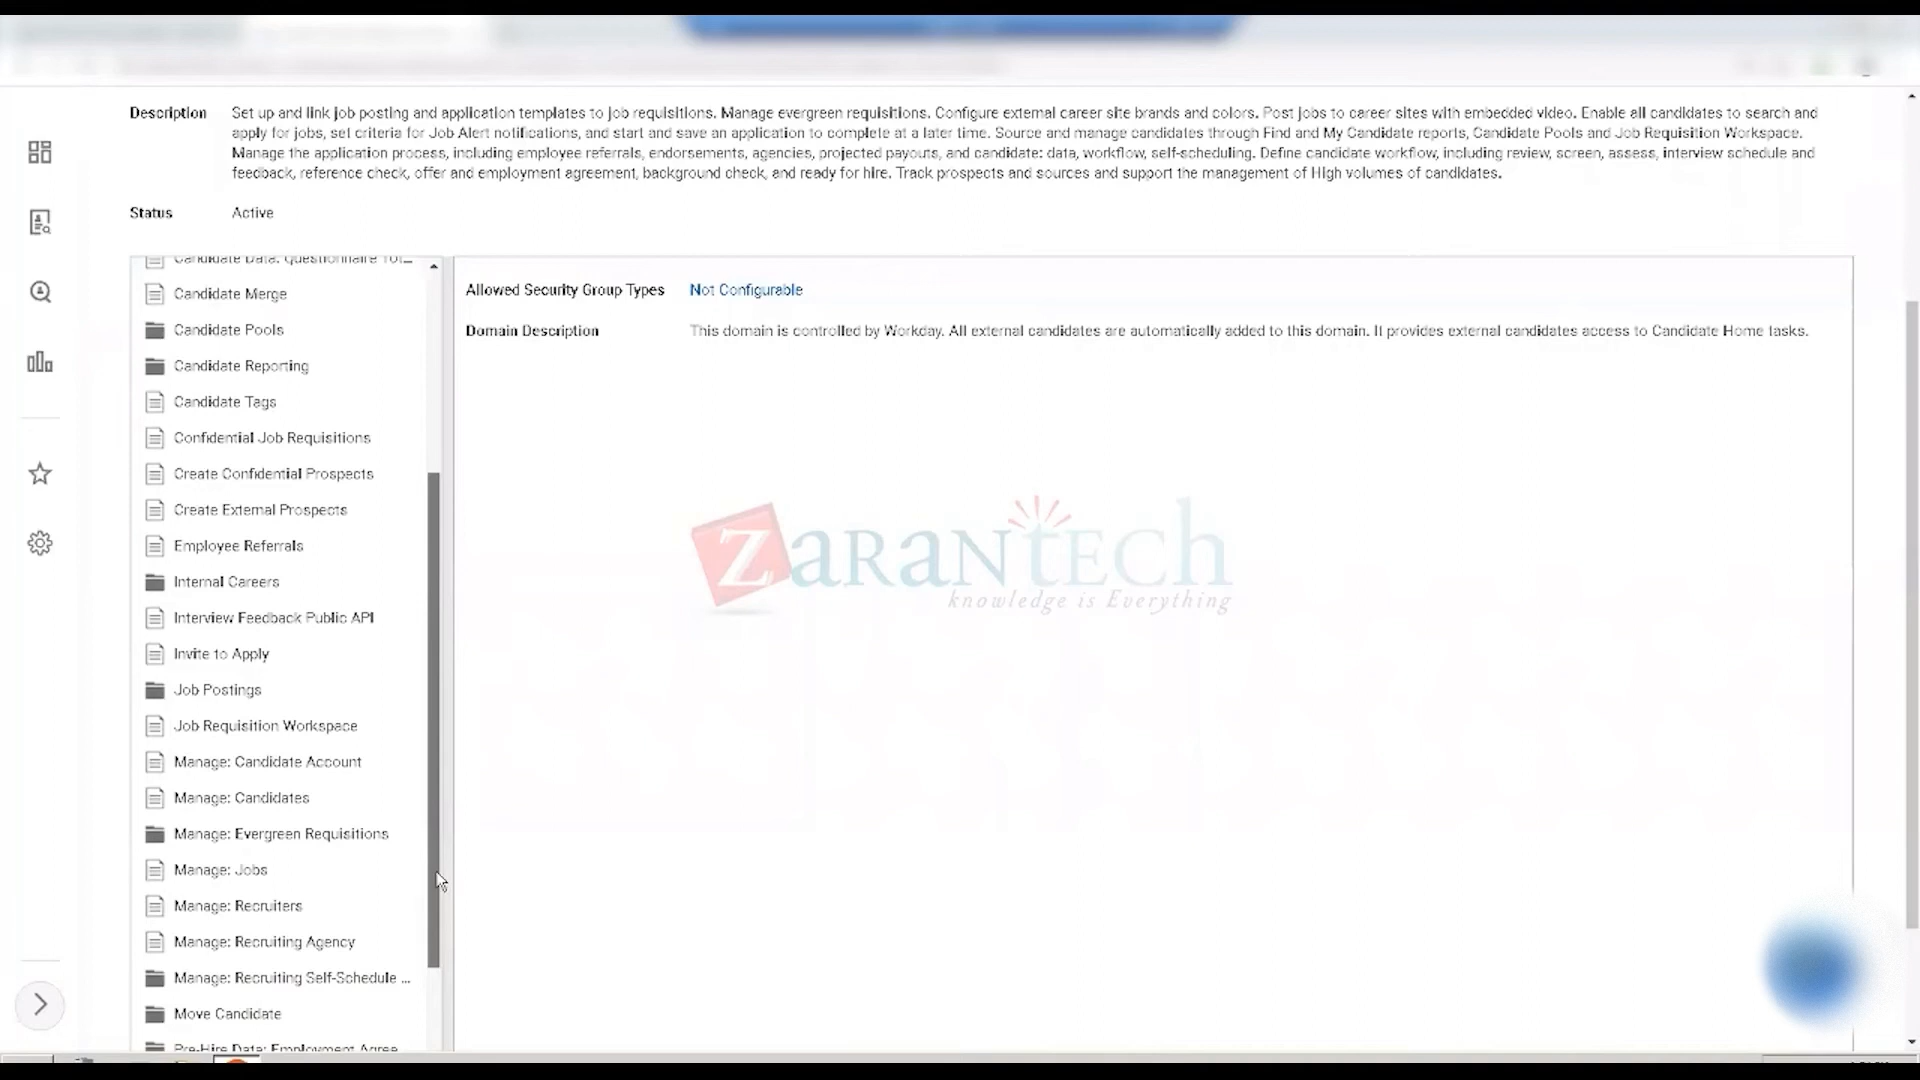 Description Set up and link job posting and application templates to job requisitions. Manage evergreen requisitions. Configure external career site brands and colors. Post jobs to career sites with embedded video. Enable all candidates to search and
apply for jobs, set criteria for Job Alert notifications, and start and save an application to complete at a later time. Source and manage candidates through Find and My Candidate reports, Candidate Pools and Job Requisition Workspace.
Manage the application process, including employee referrals, endorsements, agencies, projected payouts, and candidate: data, workflow, self-scheduling. Define candidate workflow, including review, screen, assess, interview schedule and
feedback, reference check, offer and employment agreement, background check, and ready for hire. Track prospects and sources and support the management of High volumes of candidates.
Status Active
Candidate Data: Questionnaire
Candidate Merge
Candidate Pools
Candidate Reporting
Candidate Tags
Confidential Job Requisitions
Create Confidential Prospects
Create External Prospects
Employee Referrals
Internal Careers
Interview Feedback Public API
Invite to Apply
Job Postings
Job Requisition Workspace
Manage: Candidate Account
Manage: Candidates
Manage: Evergreen Requisitions
Manage: Jobs
Manage: Recruiters
Manage: Recruiting Agency
Manage: Recruiting Self-Schedule ...
Move Candidate
Pre-Hire Data: Employment Agree
Allowed Security Group Types Not Configurable
Domain Description This domain is controlled by Workday. All external candidates are automatically added to this domain. It provides external candidates access to Candidate Home tasks.
ZaranTech
knowledge is Everything